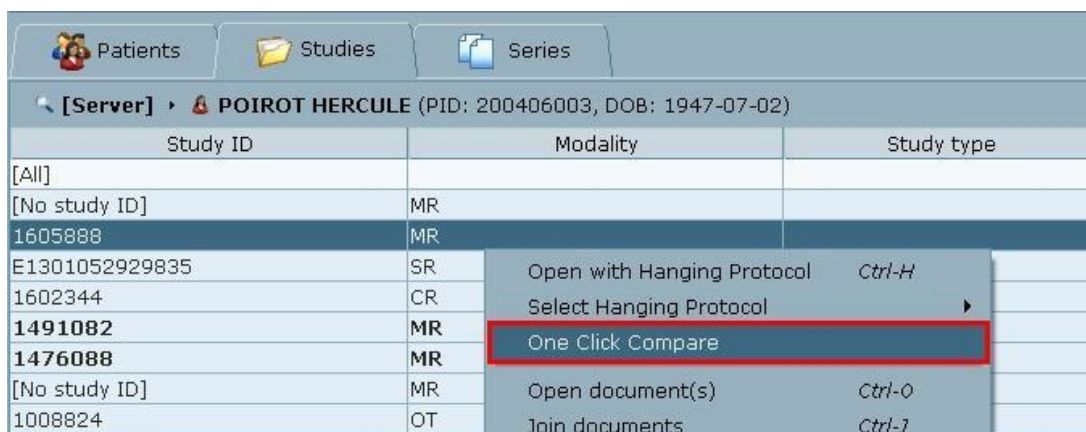 Patients Studies Series
[Server] POIROT HERCULE (PID: 200406003, DOB: 1947-07-02)
Study ID Modality Study type
[All]
[No study ID] MR
1605888 MR
E1301052929835 SR
Open with Hanging Protocol Ctrl-H
1602344 CR
Select Hanging Protocol
1491082 MR
One Click Compare
1476088 MR
[No study ID] MR
Open document(s) Ctrl-O
1008824 OT
Join documents Ctrl-J